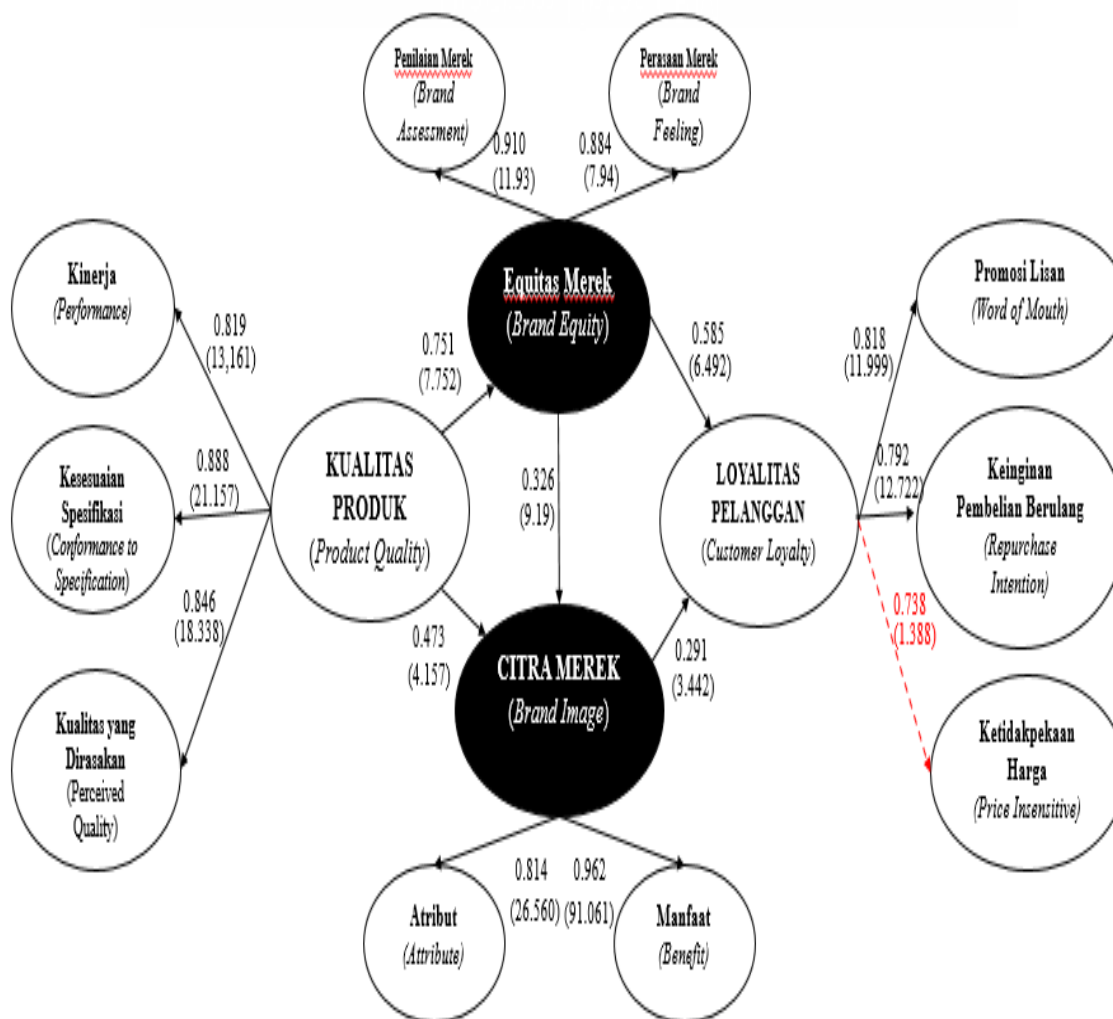 Penilaian Merek
(Brand
Assessment)
Perasaan Merek
(Brand
Feeling)
0.910
(11.93)
0.884
(7.94)
Kinerja
(Performance)
Equitas Merek
(Brand Equity)
Promosi Lisan
(Word of Mouth)
0.819
(13,161)
0.751
(7.752)
0.585
(6.492)
0.818
(11.999)
Kesesuaian
Spesifikasi
(Conformance to
Specification)
0.888
(21.157)
KUALITAS
PRODUK
(Product Quality)
0.326
(9.19)
LOYALITAS
PELANGGAN
(Customer Loyalty)
0.792
(12.722)
Keinginan
Pembelian Berulang
(Repurchase
Intention)
0.846
(18.338)
0.473
(4.157)
0.291
(3.442)
0.738
(1.388)
Kualitas yang
Dirasakan
(Perceived
Quality)
CITRA MEREK
(Brand Image)
Ketidakpekaan
Harga
(Price Insensitive)
0.814
(26.560)
0.962
(91.061)
Atribut
(Attribute)
Manfaat
(Benefit)